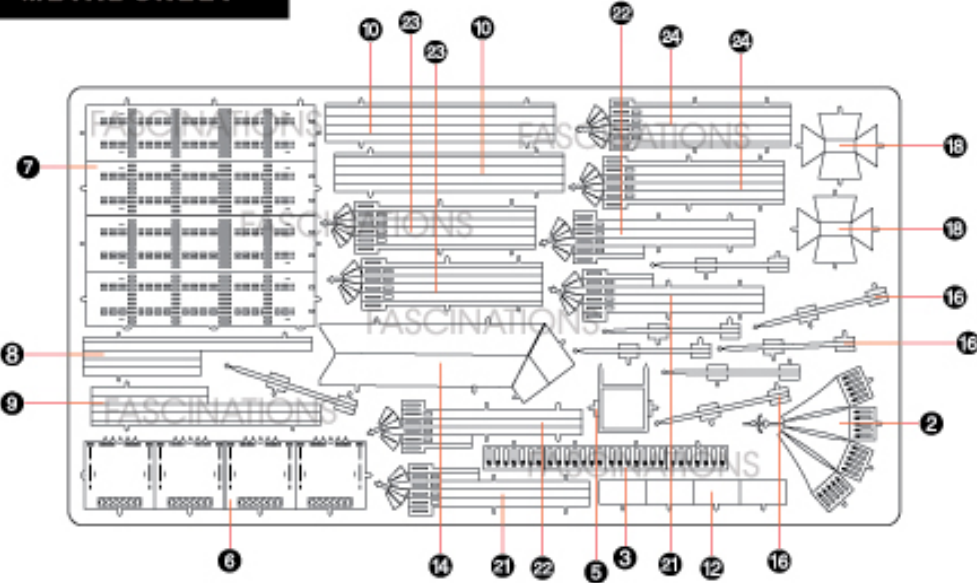 10 23 10 22 24
23 24
FASCINATIONS
FASCINATIONS
18
7
FASCINATIONS
18
16
FASCINATIONS
16
8
9
FASCINATIONS
2
FASCINATIONS
6 14 21 22 5 3 21 12 16